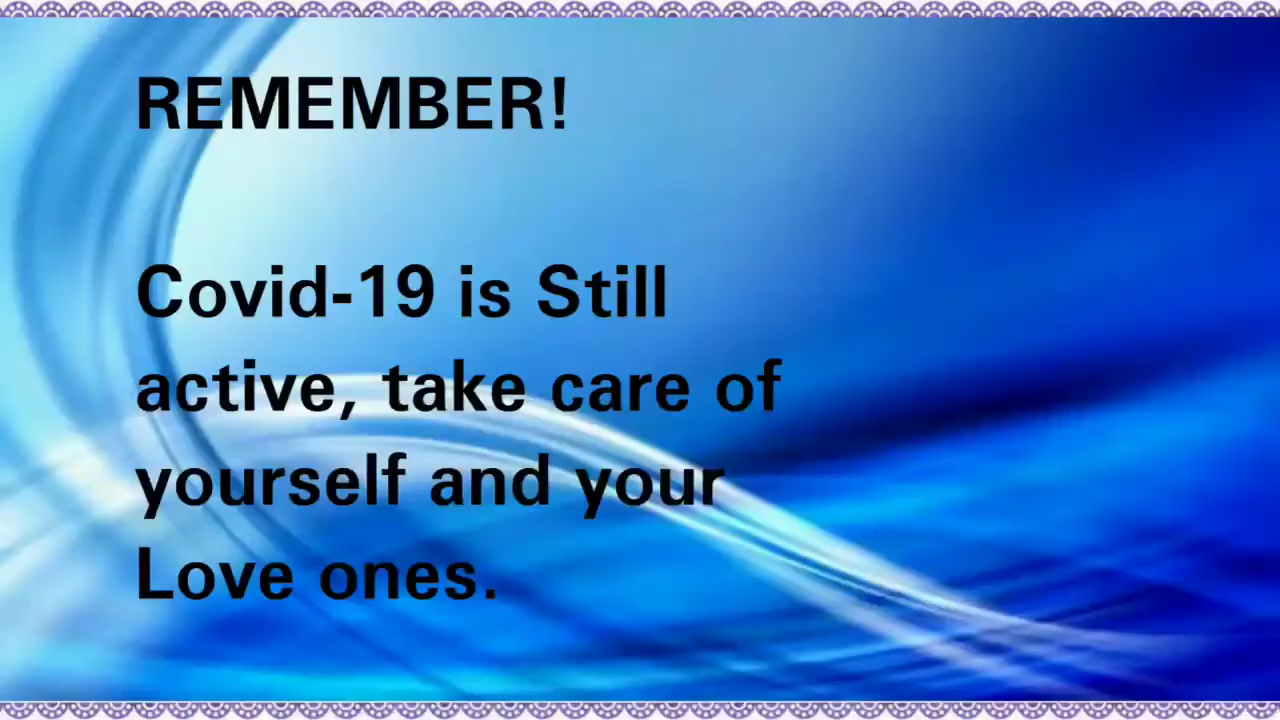 REMEMBER!
Covid-19 is Still
active, take care of
yourself and your
Love ones.